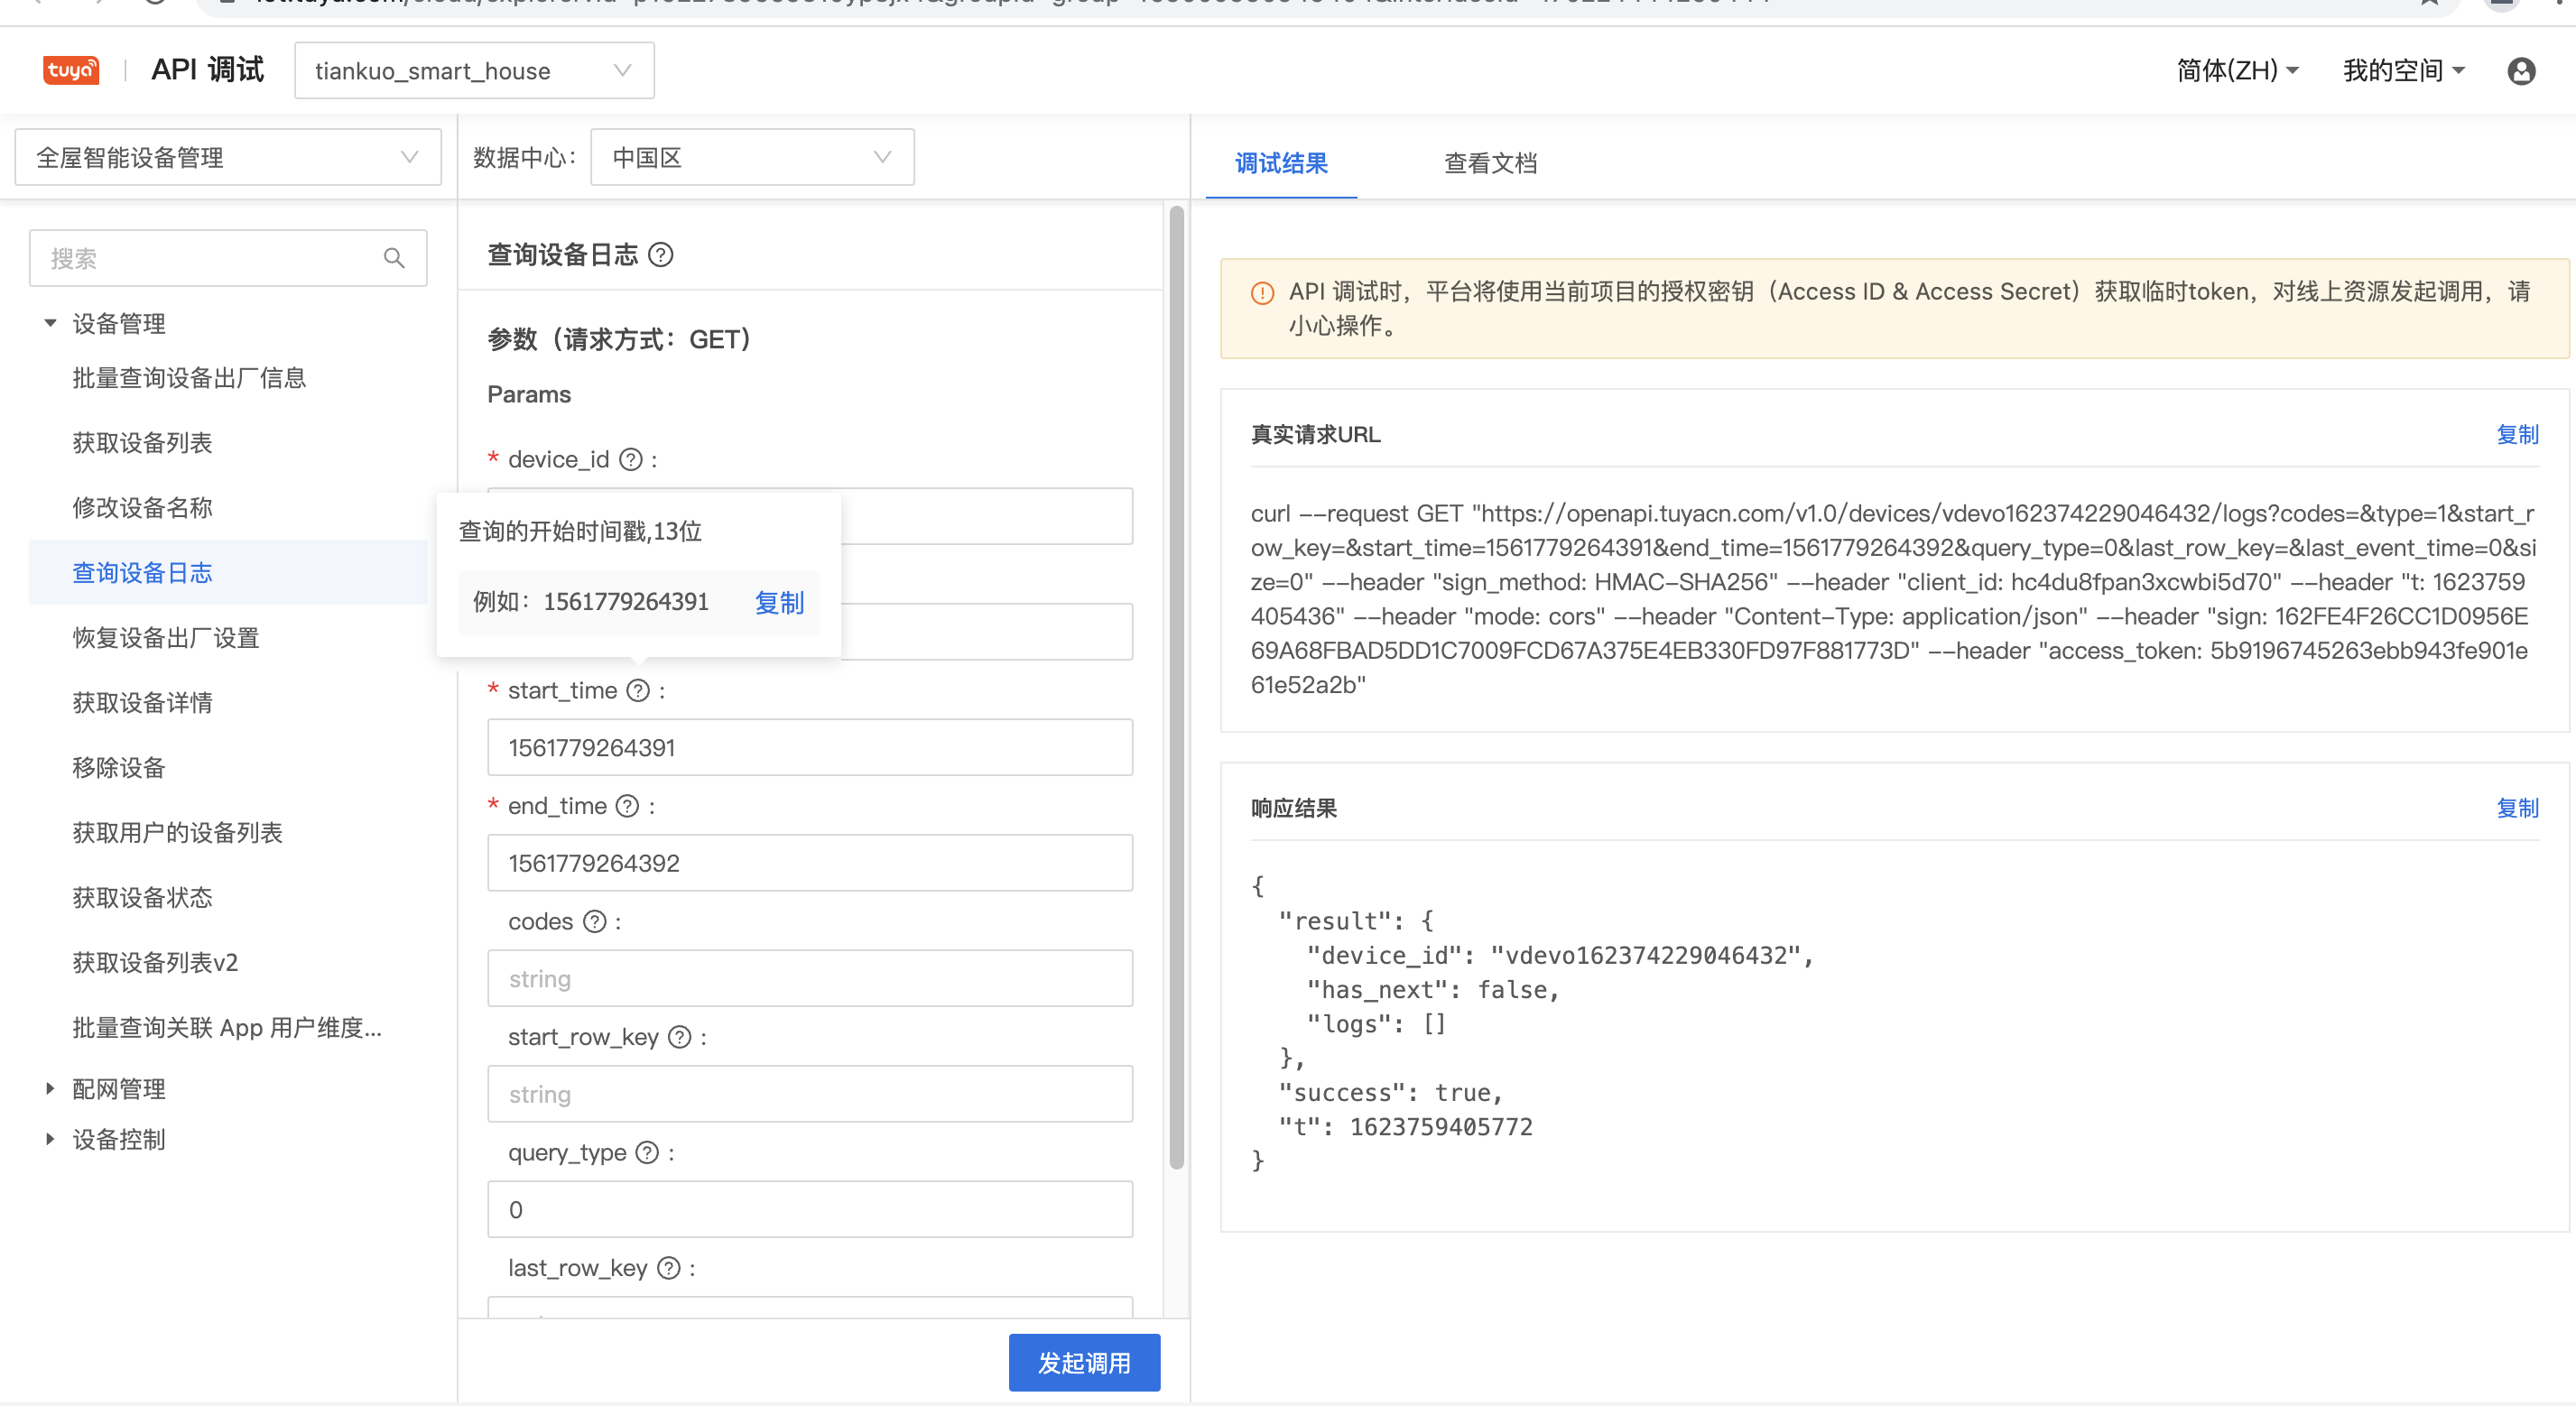 tuya
API 调试
tiankuo_smart_house
简体(ZH)
我的空间
全屋智能设备管理
搜索
设备管理
批量查询设备出厂信息
获取设备列表
修改设备名称
查询设备日志
恢复设备出厂设置
获取设备详情
移除设备
获取用户的设备列表
获取设备状态
获取设备列表v2
批量查询关联 App 用户维度...
配网管理
设备控制
数据中心：
中国区
查询设备日志
参数（请求方式：GET）
Params
* device_id :
查询的开始时间戳,13位
例如：1561779264391 复制
* start_time :
1561779264391
* end_time :
1561779264392
codes :
string
start_row_key :
string
query_type :
0
last_row_key :
发起调用
调试结果
查看文档
API 调试时，平台将使用当前项目的授权密钥（Access ID & Access Secret）获取临时token，对线上资源发起调用，请
小心操作。
真实请求URL
复制
curl --request GET "https://openapi.tuyacn.com/v1.0/devices/vdevo162374229046432/logs?codes=&type=1&start_r
ow_key=&start_time=1561779264391&end_time=1561779264392&query_type=0&last_row_key=&last_event_time=0&si
ze=0" --header "sign_method: HMAC-SHA256" --header "client_id: hc4du8fpan3xcwbi5d70" --header "t: 1623759
405436" --header "mode: cors" --header "Content-Type: application/json" --header "sign: 162FE4F26CC1D0956E
69A68FBAD5DD1C7009FCD67A375E4EB330FD97F881773D" --header "access_token: 5b9196745263ebb943fe901e
61e52a2b"
响应结果
复制
{
"result": {
"device_id": "vdevo162374229046432",
"has_next": false,
"logs": []
},
"success": true,
"t": 1623759405772
}